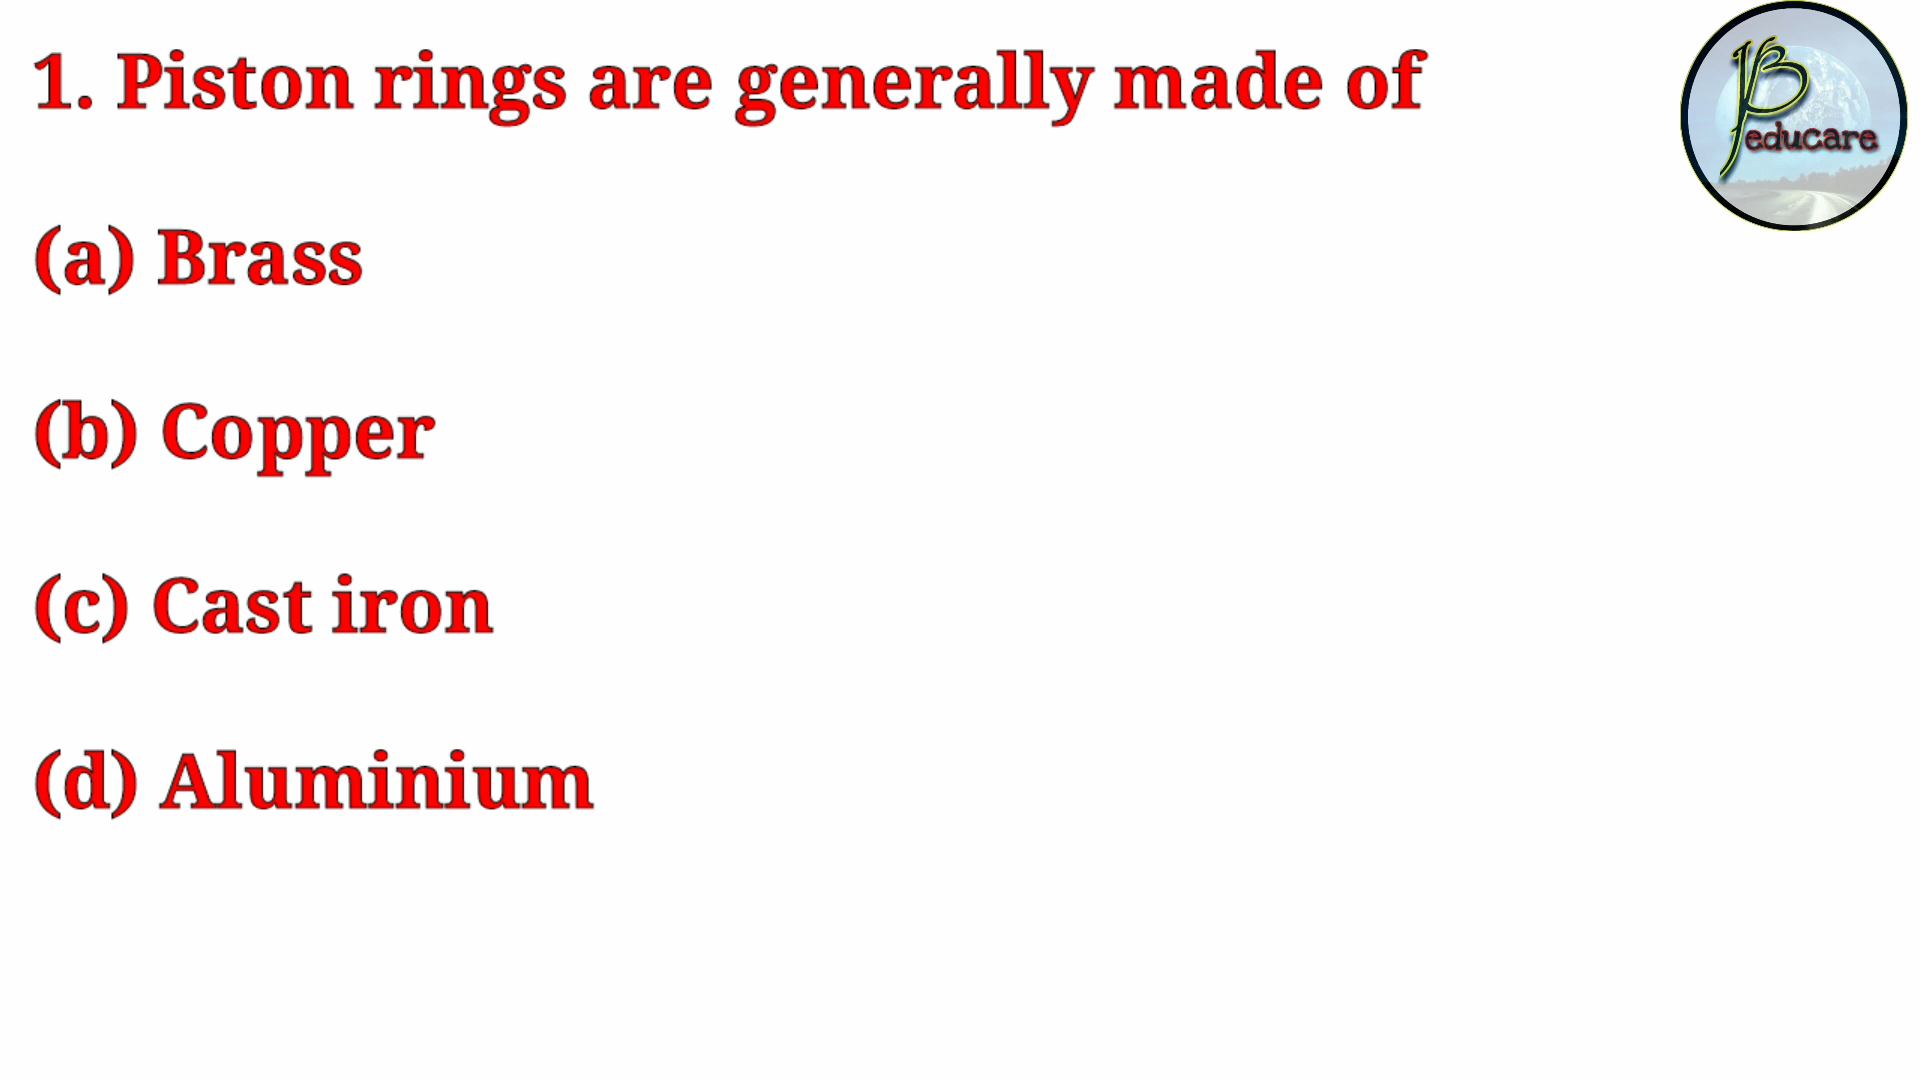 1. Piston rings are generally made of
(a) Brass
(b) Copper
(c) Cast iron
(d) Aluminium
educare